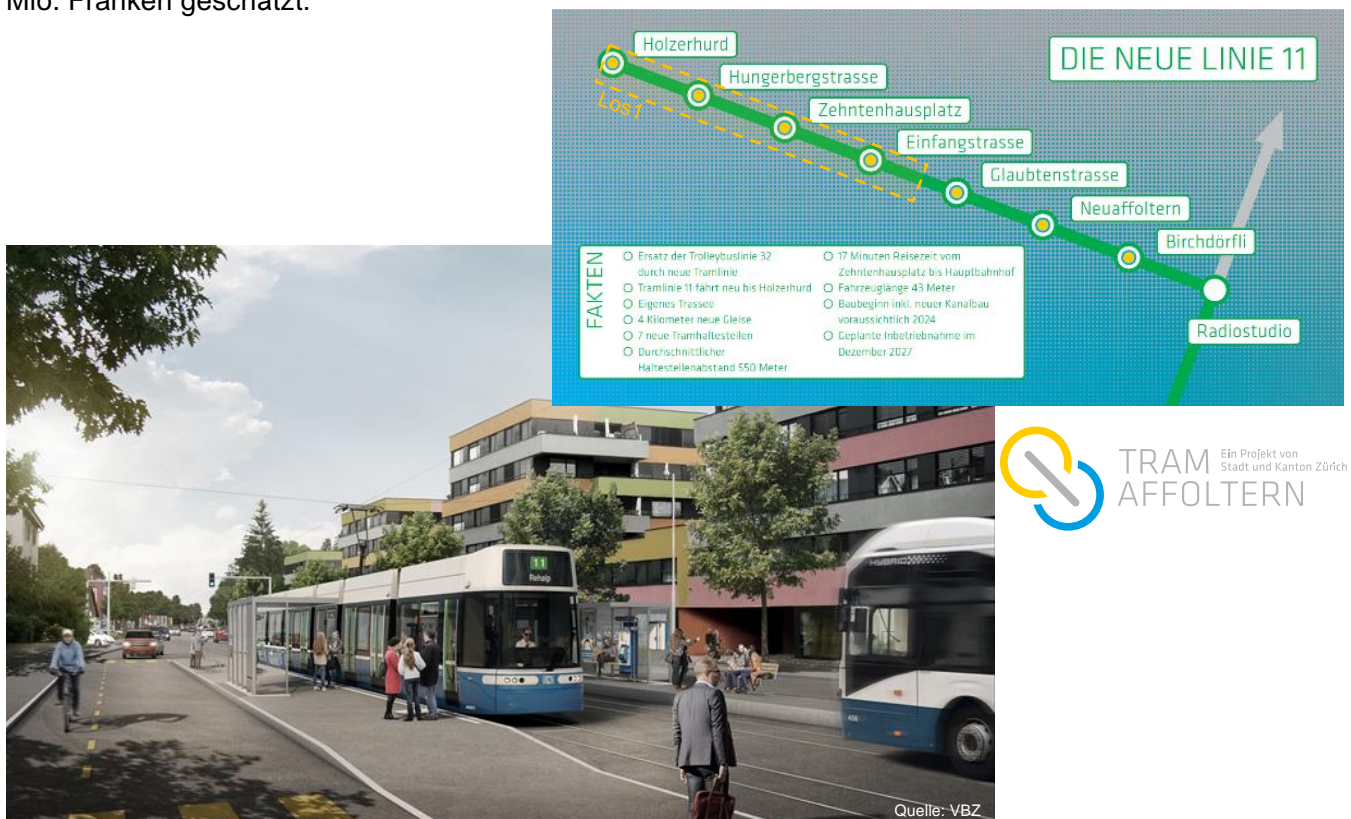 Mio. Franken geschätzt.
DIE NEUE LINIE 11
Holzerhurd
Hungerbergstrasse
Zehntenhausplatz
Einfangstrasse
Glaubtenstrasse
Neuaffoltern
Birchdörfli
Radiostudio
Los1
FAKTEN
Ersatz der Trolleybuslinie 32
durch neue Tramlinie
Tramlinie 11 fährt neu bis Holzerhurd
Eigenes Trassee
4 Kilometer neue Gleise
7 neue Tramhaltestellen
Durchschnittlicher
Haltestellenabstand 550 Meter
17 Minuten Reisezeit vom
Zehntenhausplatz bis Hauptbahnhof
Fahrzeuglänge 43 Meter
Baubeginn inkl. neuer Kanalbau
voraussichtlich 2024
Geplante Inbetriebnahme im
Dezember 2027
TRAM
AFFOLTERN
Ein Projekt von
Stadt und Kanton Zürich
11
Rehalp
HYBRID
456
Quelle: VBZ